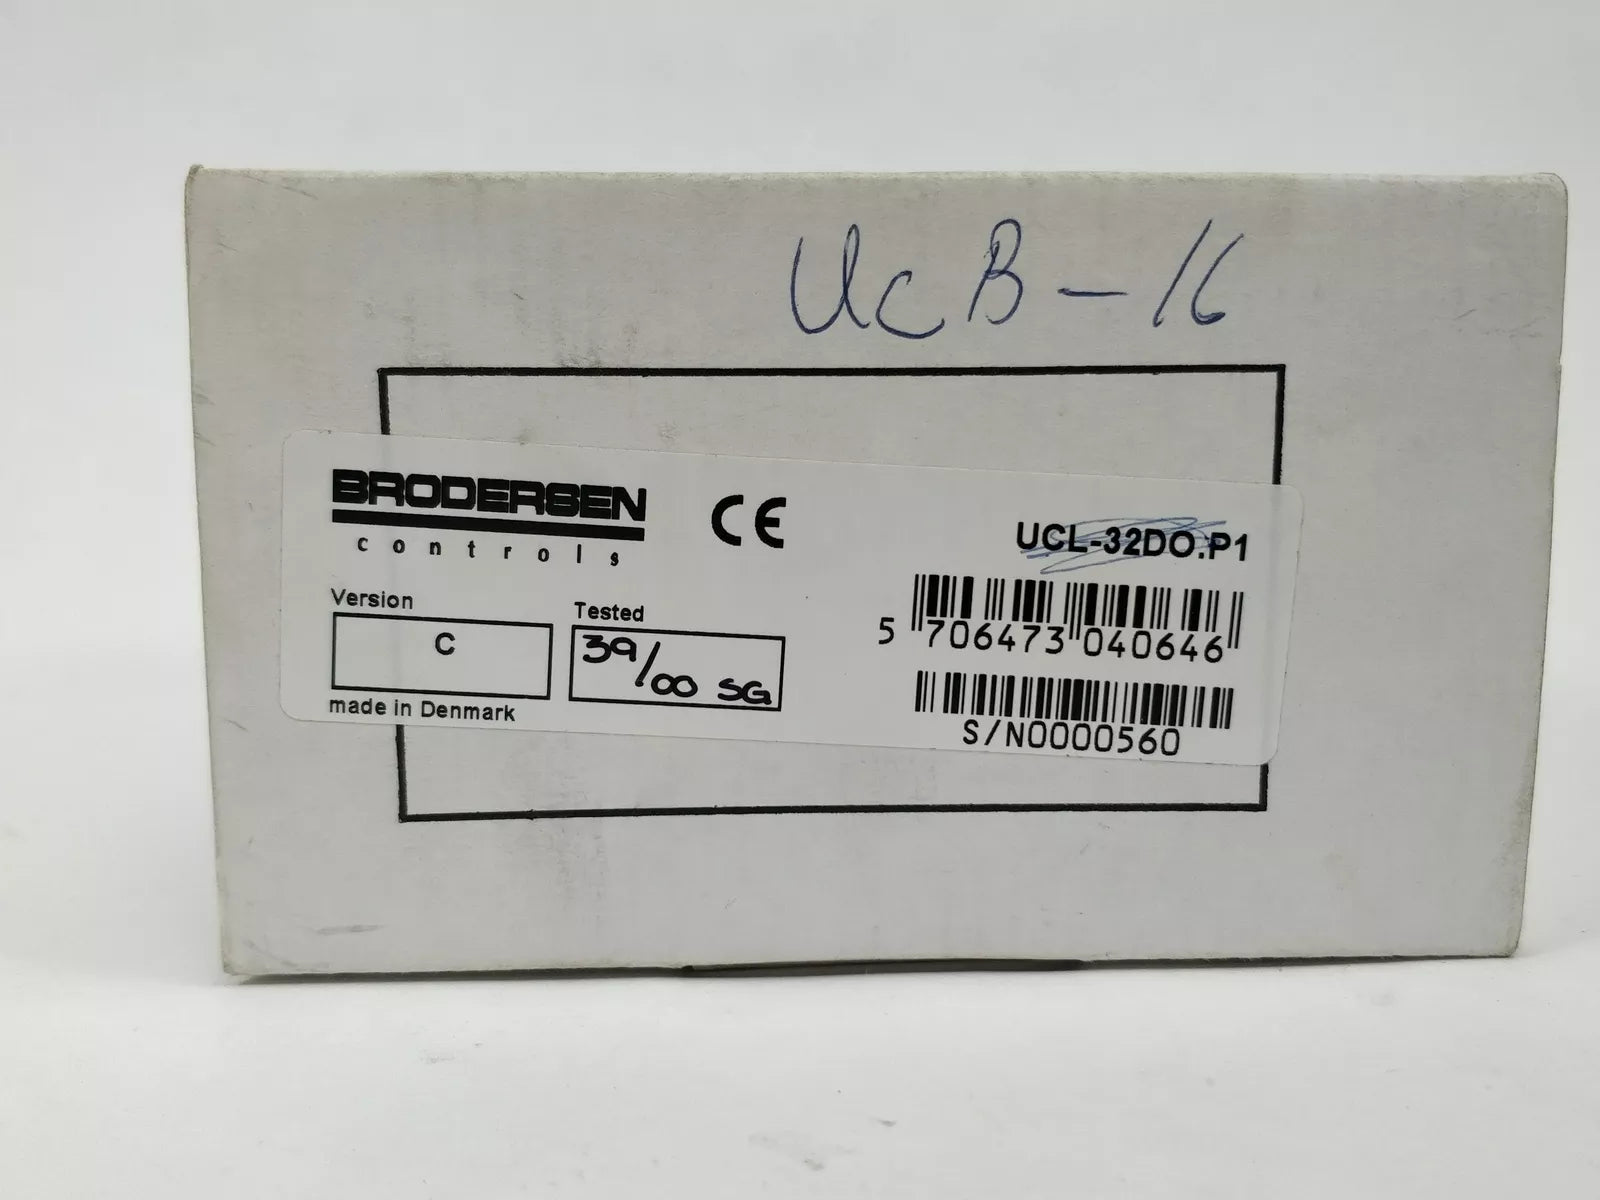 UCB-16
BRODERSEN
controls
CE
UCL-32DO.P1
5 706473 040646
S/N0000560
Version
C
Tested
39/00 SG
made in Denmark